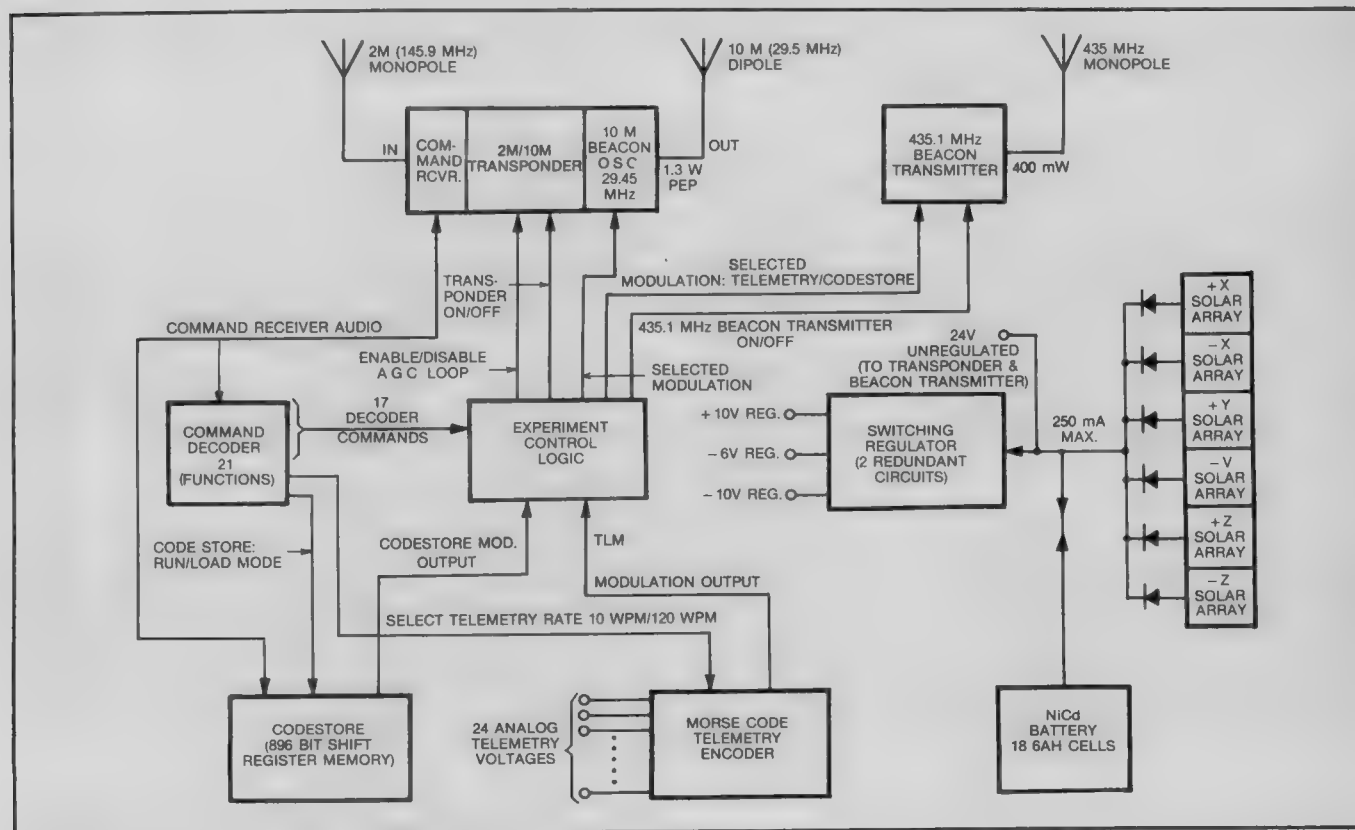 2M (145.9 MHz)
MONOPOLE
10 M (29.5 MHz)
DIPOLE
435 MHz
MONOPOLE
IN
COM-
MAND
RCVR.
2M/10M
TRANSPONDER
10 M
BEACON
OSC
29.45
MHz
OUT
1.3 W
PEP
435.1 MHz
BEACON
TRANSMITTER
400 mW
TRANS-
PONDER
ON/OFF
SELECTED
MODULATION: TELEMETRY/CODESTORE
COMMAND RECEIVER AUDIO
435.1 MHz BEACON TRANSMITTER
ON/OFF
ENABLE/DISABLE
AGC LOOP
SELECTED
MODULATION
24V
UNREGULATED
(TO TRANSPONDER &
BEACON TRANSMITTER)
+X
SOLAR
ARRAY
-X
SOLAR
ARRAY
+Y
SOLAR
ARRAY
-V
SOLAR
ARRAY
+Z
SOLAR
ARRAY
-Z
SOLAR
ARRAY
250 mA
MAX.
COMMAND
DECODER
21
(FUNCTIONS)
17
DECODER
COMMANDS
EXPERIMENT
CONTROL
LOGIC
+10V REG.
-6V REG.
-10V REG.
SWITCHING
REGULATOR
(2 REDUNDANT
CIRCUITS)
CODE STORE:
RUN/LOAD MODE
CODESTORE MOD.
OUTPUT
TLM
MODULATION OUTPUT
SELECT TELEMETRY RATE 10 WPM/120 WPM
CODESTORE
(896 BIT SHIFT
REGISTER MEMORY)
24 ANALOG
TELEMETRY
VOLTAGES
MORSE CODE
TELEMETRY
ENCODER
NiCd
BATTERY
18 6AH CELLS